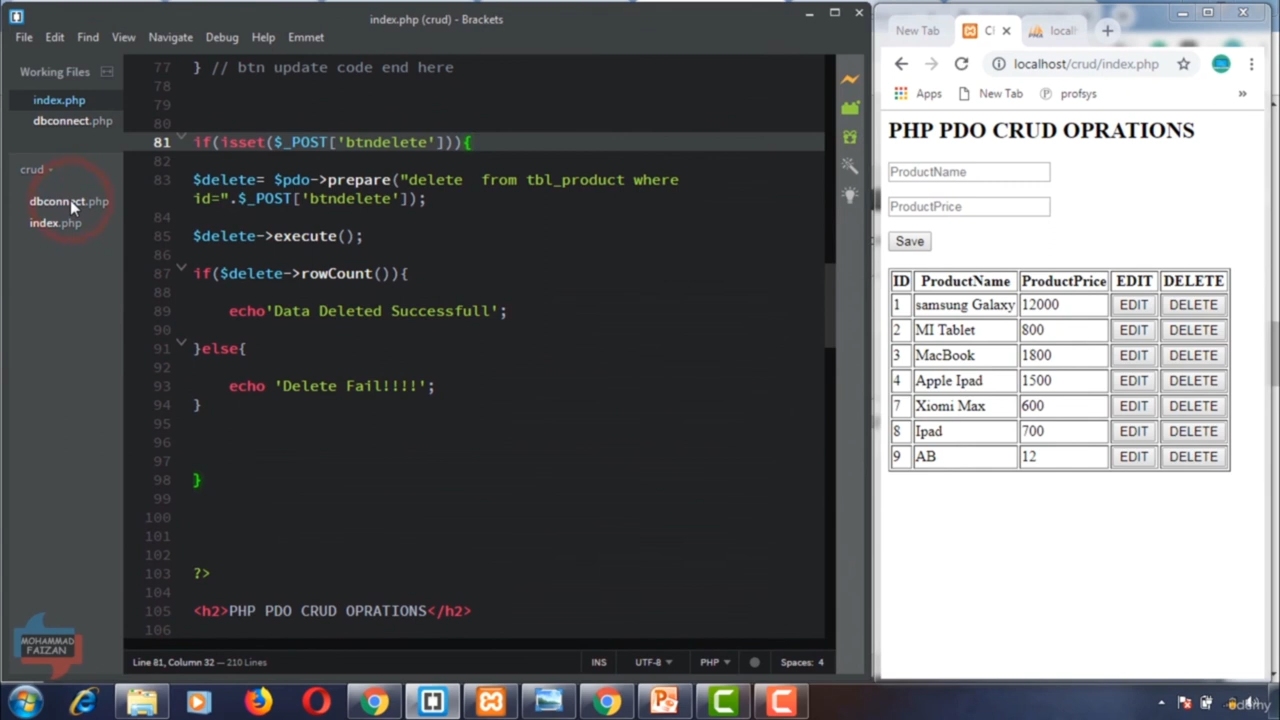 index.php (crud) - Brackets
File Edit Find View Navigate Debug Help Emmet
Working Files
index.php
dbconnect.php
crud
dbconnect.php
index.php
77 } // btn update code end here
78
79
80
81 if(isset($_POST['btndelete'])){
82
83 $delete= $pdo->prepare("delete  from tbl_product where
id=".$_POST['btndelete']);
84
85 $delete->execute();
86
87 if($delete->rowCount()){
88
89 echo'Data Deleted Successfull';
90
91 }else{
92
93 echo 'Delete Fail!!!!';
94 }
95
96
97
98 }
99
100
101
102
103 ?>
104
105 <h2>PHP PDO CRUD OPRATIONS</h2>
106
Line 81, Column 32 — 210 Lines
INS UTF-8 PHP Spaces: 4
MOHAMMAD
FAIZAN
New Tab
localh
localhost/crud/index.php
Apps New Tab profsys »
PHP PDO CRUD OPRATIONS
ProductName
ProductPrice
Save
ID ProductName ProductPrice EDIT DELETE
1 samsung Galaxy 12000 EDIT DELETE
2 MI Tablet 800 EDIT DELETE
3 MacBook 1800 EDIT DELETE
4 Apple Ipad 1500 EDIT DELETE
7 Xiomi Max 600 EDIT DELETE
8 Ipad 700 EDIT DELETE
9 AB 12 EDIT DELETE
Udemy